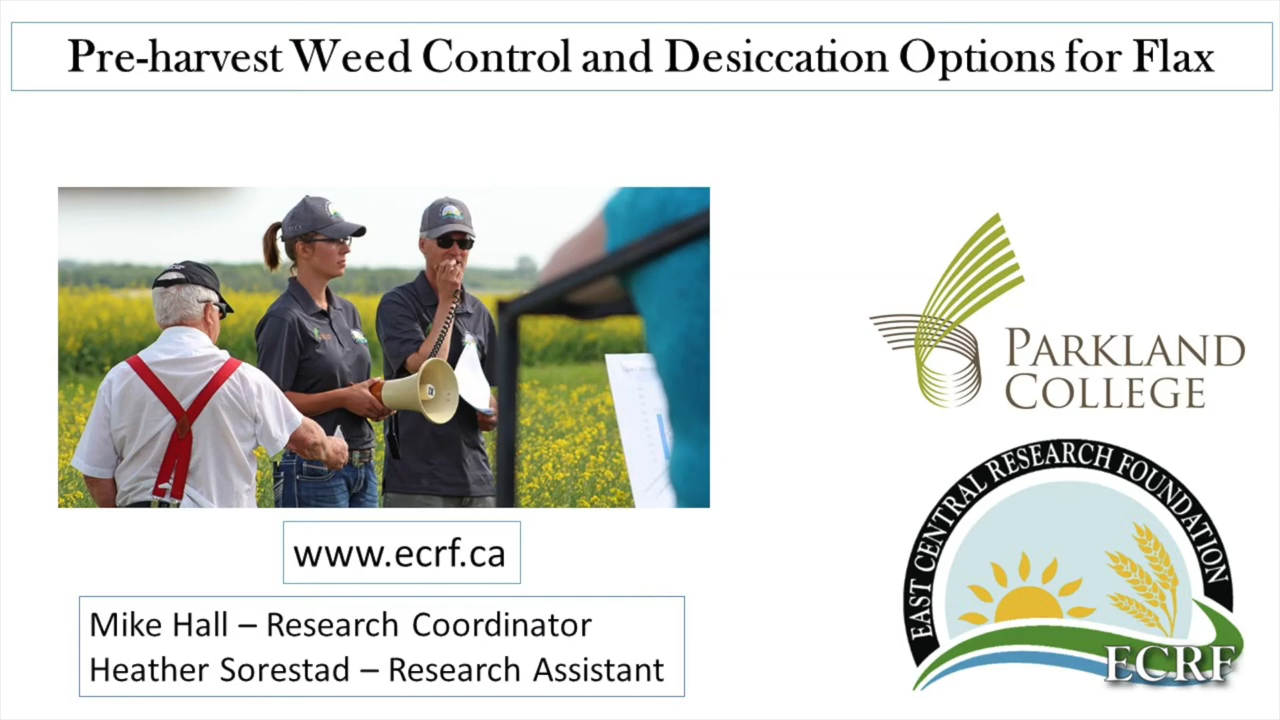 Pre-harvest Weed Control and Desiccation Options for Flax
PARKLAND
COLLEGE
EAST CENTRAL RESEARCH FOUNDATION
ECRF
www.ecrf.ca
Mike Hall – Research Coordinator
Heather Sorestad – Research Assistant